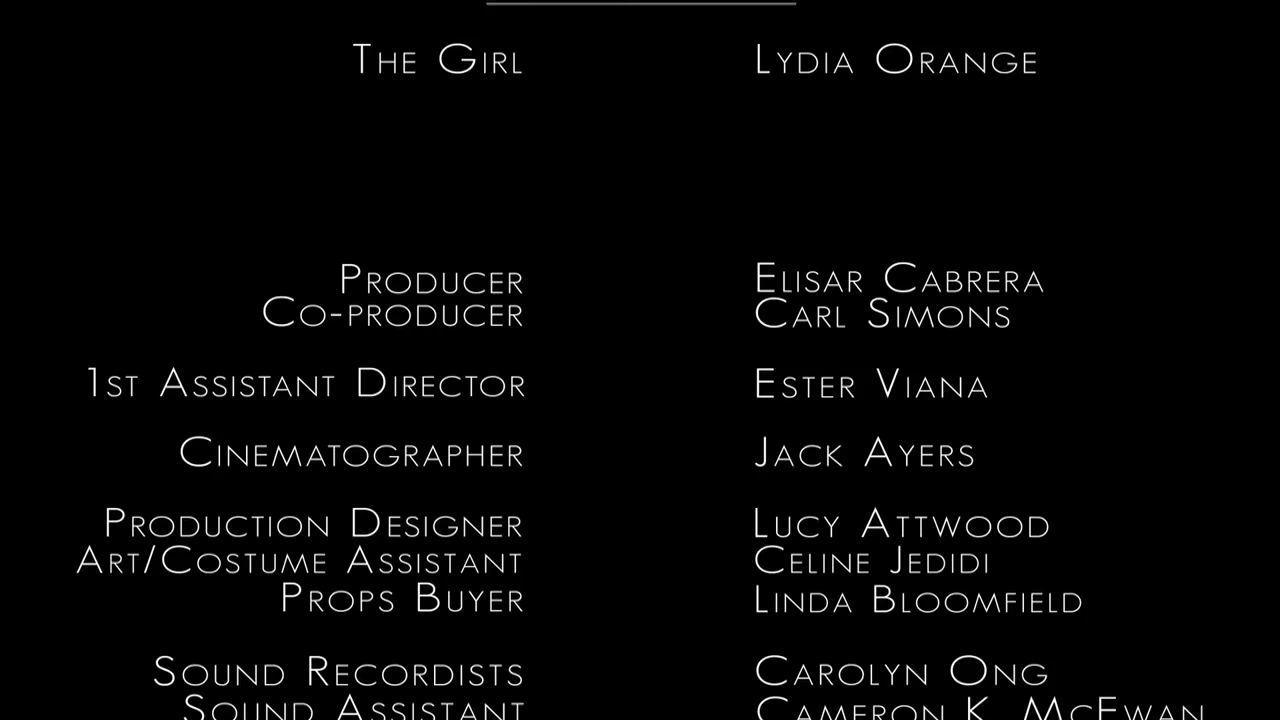 The Girl Lydia Orange
Producer Elisar Cabrera
Co-producer Carl Simons
1st Assistant Director Ester Viana
Cinematographer Jack Ayers
Production Designer Lucy Attwood
Art/Costume Assistant Celine Jedidi
Props Buyer Linda Bloomfield
Sound Recordists Carolyn Ong
Sound Assistant Cameron K. McEwan